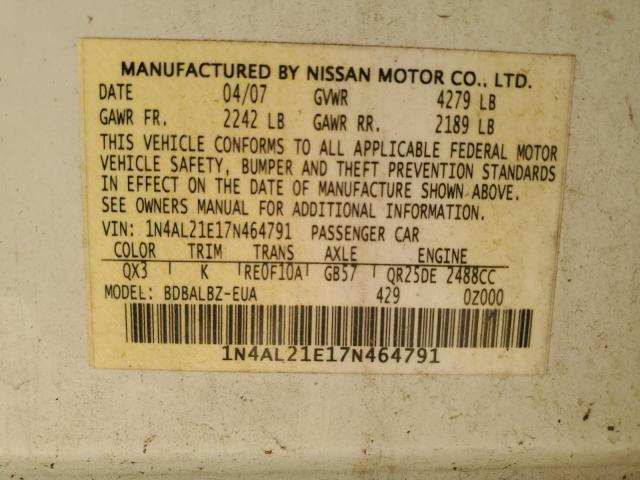 MANUFACTURED BY NISSAN MOTOR CO., LTD.
DATE 04/07 GVWR 4279 LB
GAWR FR. 2242 LB GAWR RR. 2189 LB
THIS VEHICLE CONFORMS TO ALL APPLICABLE FEDERAL MOTOR
VEHICLE SAFETY, BUMPER AND THEFT PREVENTION STANDARDS
IN EFFECT ON THE DATE OF MANUFACTURE SHOWN ABOVE.
SEE OWNERS MANUAL FOR ADDITIONAL INFORMATION.
VIN: 1N4AL21E17N464791 PASSENGER CAR
COLOR TRIM TRANS AXLE ENGINE
QX3 K RE0F10A GB57 QR25DE 2488CC
MODEL: BDBALBZ-EUA 429 0Z000
1N4AL21E17N464791